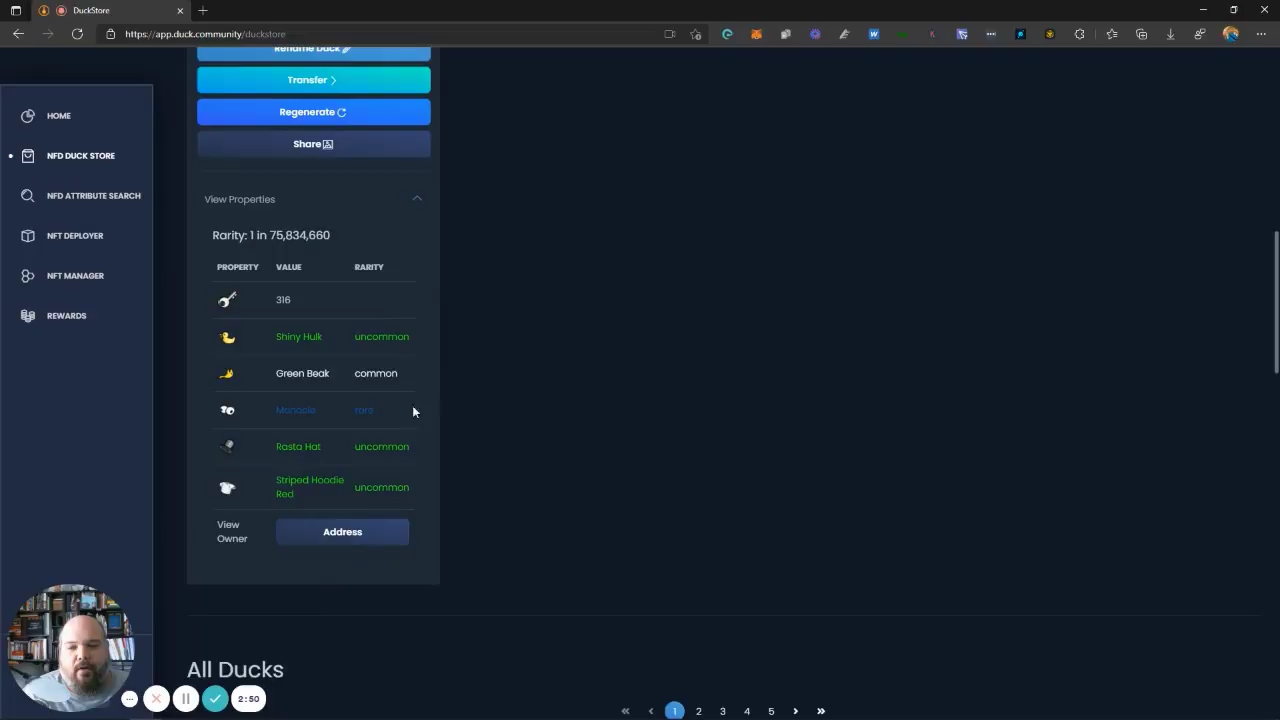 DuckStore
https://app.duck.community/duckstore
Rename Duck
Transfer
Regenerate
Share
HOME
NFD DUCK STORE
NFD ATTRIBUTE SEARCH
NFT DEPLOYER
NFT MANAGER
REWARDS
View Properties
Rarity: 1 in 75,834,660
PROPERTY VALUE RARITY
316
Shiny Hulk uncommon
Green Beak common
Monocle rare
Rasta Hat uncommon
Striped Hoodie
Red
uncommon
View
Owner
Address
All Ducks
2:50
« ‹ 1 2 3 4 5 › »